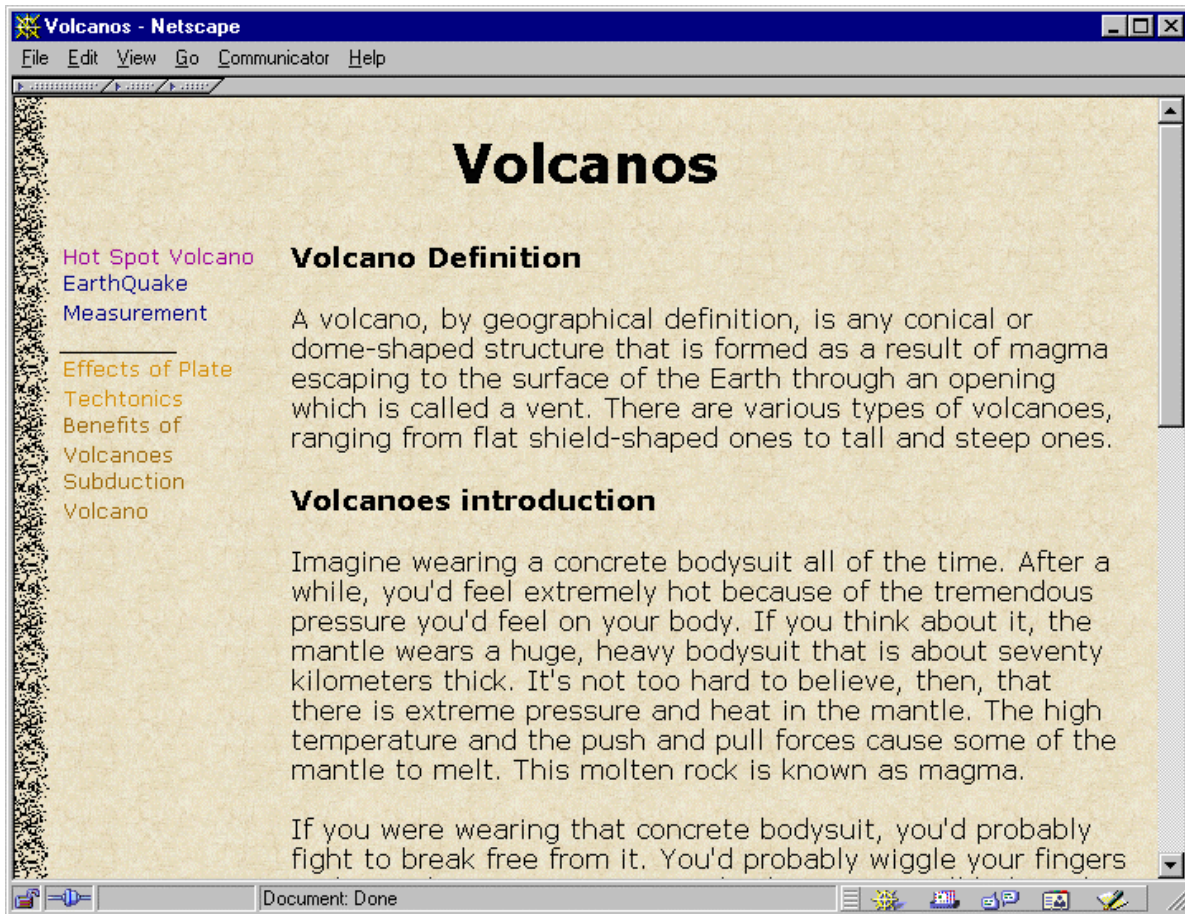 Volcanos - Netscape
File Edit View Go Communicator Help
Volcanos
Hot Spot Volcano
EarthQuake
Measurement
Effects of Plate
Techtonics
Benefits of
Volcanoes
Subduction
Volcano
Volcano Definition
A volcano, by geographical definition, is any conical or
dome-shaped structure that is formed as a result of magma
escaping to the surface of the Earth through an opening
which is called a vent. There are various types of volcanoes,
ranging from flat shield-shaped ones to tall and steep ones.
Volcanoes introduction
Imagine wearing a concrete bodysuit all of the time. After a
while, you'd feel extremely hot because of the tremendous
pressure you'd feel on your body. If you think about it, the
mantle wears a huge, heavy bodysuit that is about seventy
kilometers thick. It's not too hard to believe, then, that
there is extreme pressure and heat in the mantle. The high
temperature and the push and pull forces cause some of the
mantle to melt. This molten rock is known as magma.
If you were wearing that concrete bodysuit, you'd probably
fight to break free from it. You'd probably wiggle your fingers
Document: Done